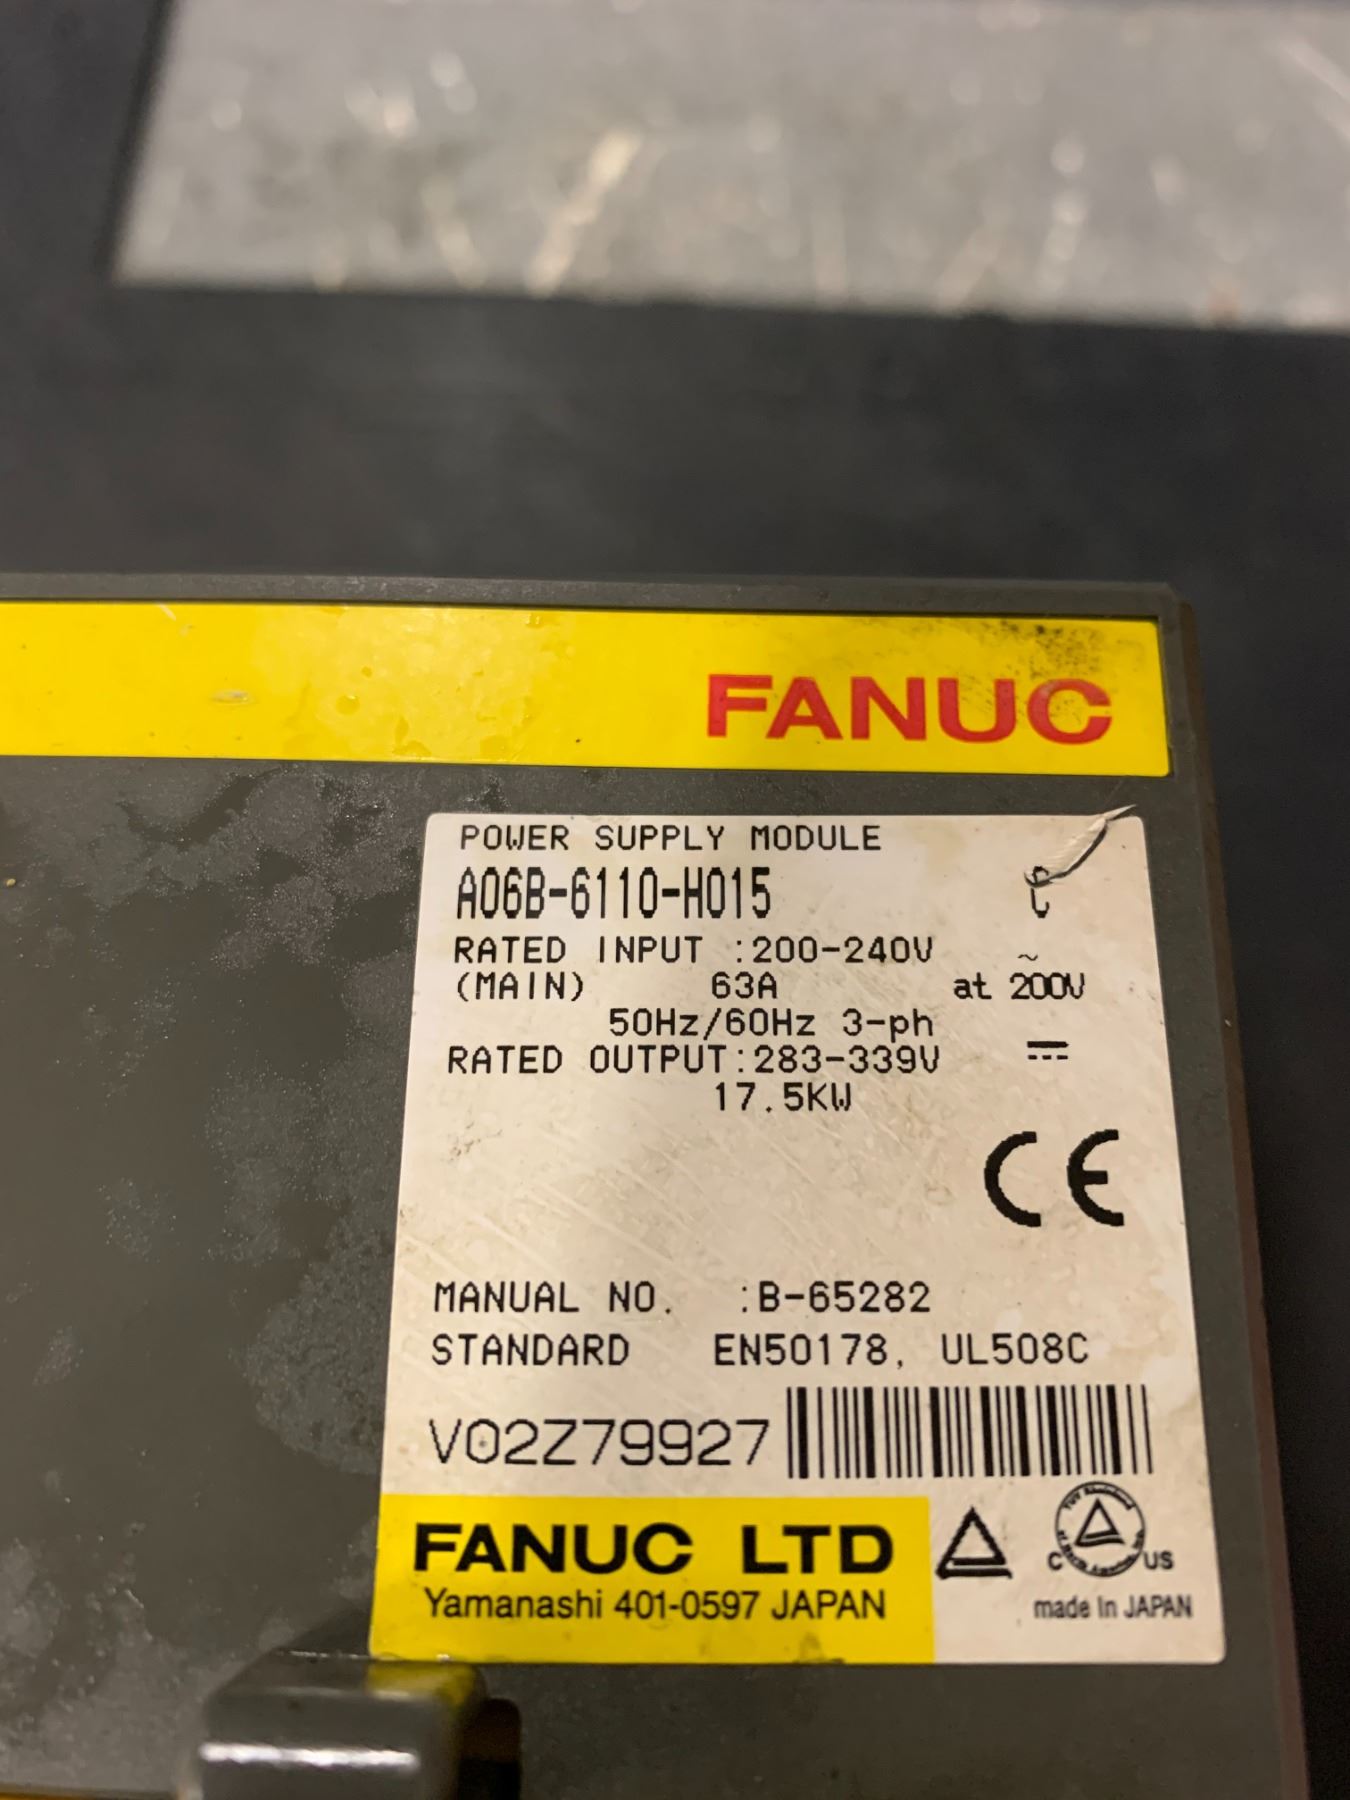 FANUC
POWER SUPPLY MODULE
A06B-6110-H015
RATED INPUT :200-240V ~
(MAIN) 63A at 200V
50Hz/60Hz 3-ph
RATED OUTPUT:283-339V ⎓
17.5KW
CE
MANUAL NO. :B-65282
STANDARD EN50178, UL508C
V02Z79927
FANUC LTD
Yamanashi 401-0597 JAPAN
C US
made in JAPAN